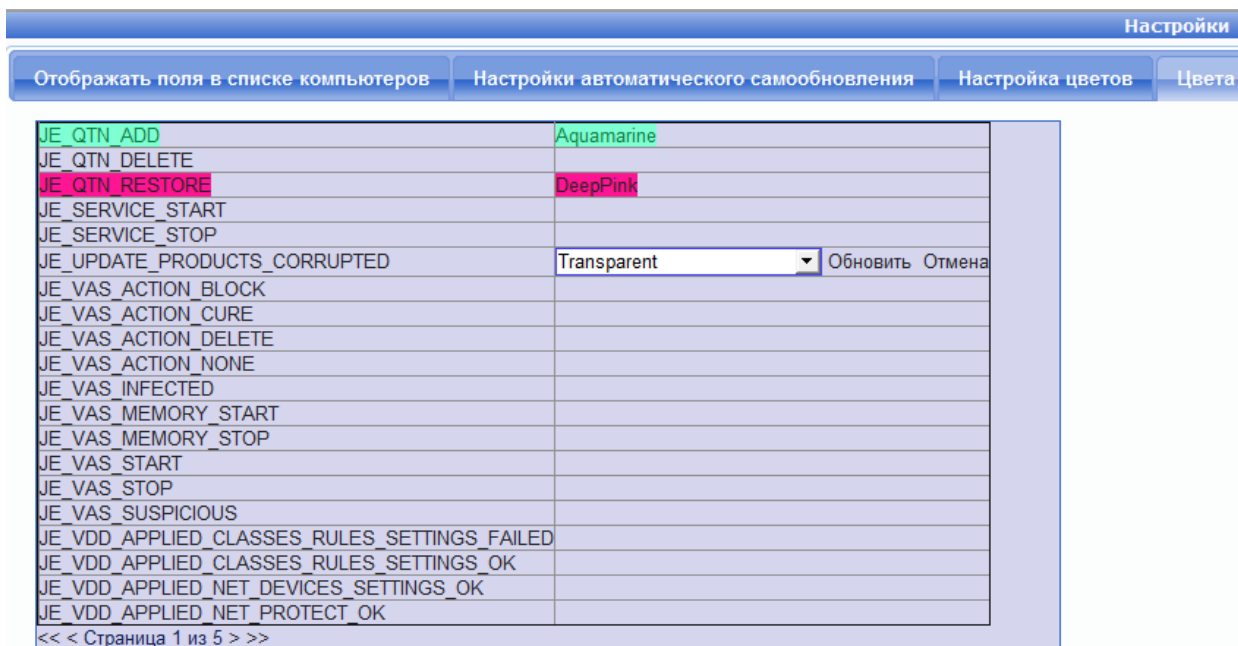 Настройки
Отображать поля в списке компьютеров Настройки автоматического самообновления Настройка цветов Цвета
JE_QTN_ADD Aquamarine
JE_QTN_DELETE
JE_QTN_RESTORE DeepPink
JE_SERVICE_START
JE_SERVICE_STOP
JE_UPDATE_PRODUCTS_CORRUPTED Transparent Обновить Отмена
JE_VAS_ACTION_BLOCK
JE_VAS_ACTION_CURE
JE_VAS_ACTION_DELETE
JE_VAS_ACTION_NONE
JE_VAS_INFECTED
JE_VAS_MEMORY_START
JE_VAS_MEMORY_STOP
JE_VAS_START
JE_VAS_STOP
JE_VAS_SUSPICIOUS
JE_VDD_APPLIED_CLASSES_RULES_SETTINGS_FAILED
JE_VDD_APPLIED_CLASSES_RULES_SETTINGS_OK
JE_VDD_APPLIED_NET_DEVICES_SETTINGS_OK
JE_VDD_APPLIED_NET_PROTECT_OK
<< < Страница 1 из 5 > >>